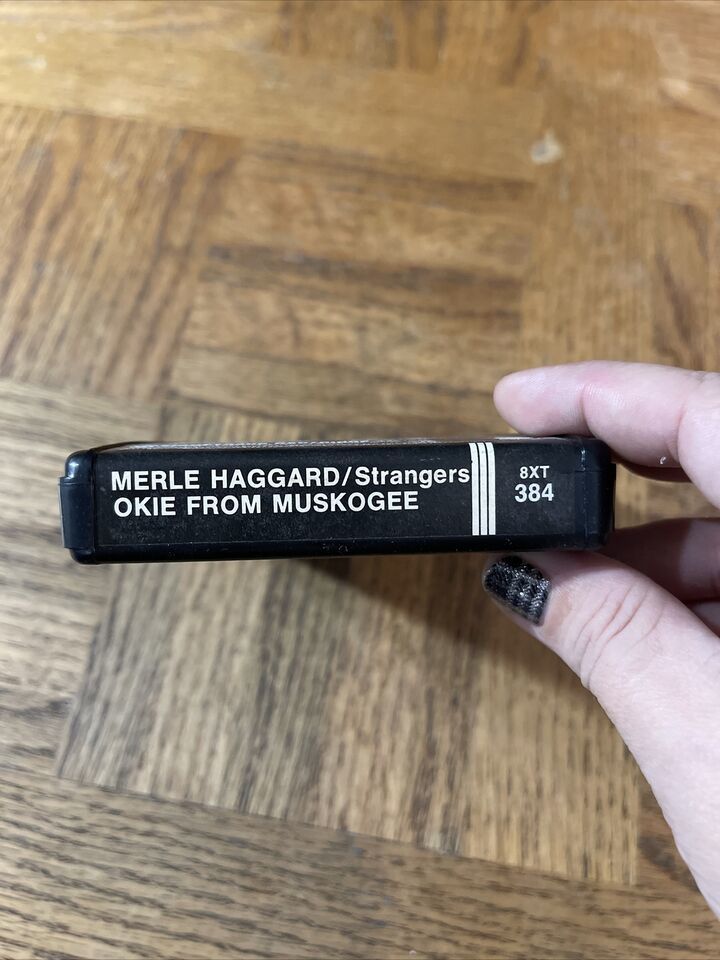 MERLE HAGGARD/Strangers
OKIE FROM MUSKOGEE
8XT
384